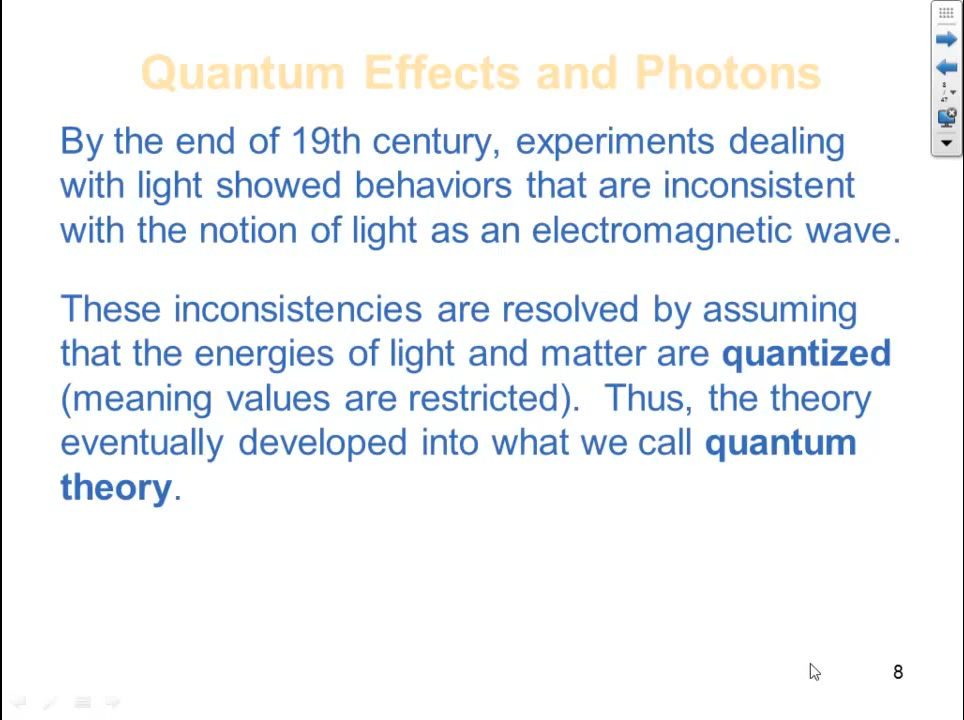 Quantum Effects and Photons
By the end of 19th century, experiments dealing
with light showed behaviors that are inconsistent
with the notion of light as an electromagnetic wave.
These inconsistencies are resolved by assuming
that the energies of light and matter are quantized
(meaning values are restricted). Thus, the theory
eventually developed into what we call quantum
theory.
8